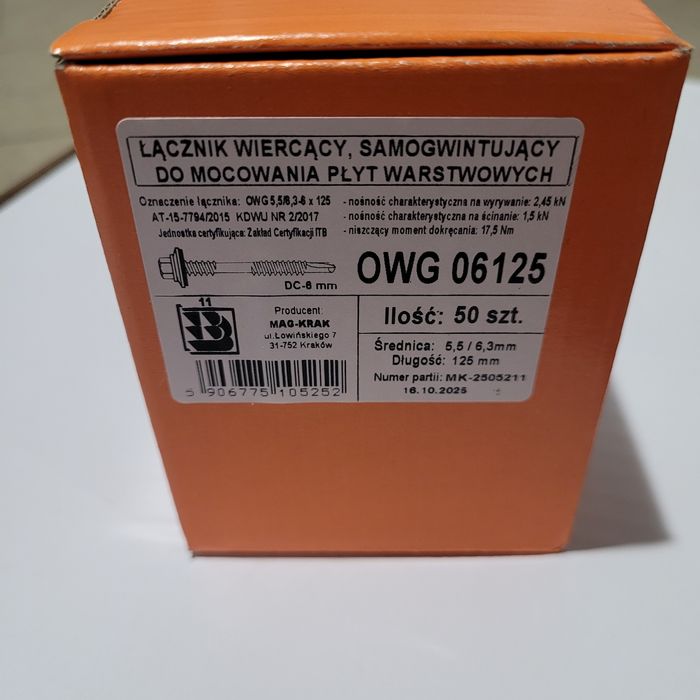 ŁĄCZNIK WIERCĄCY, SAMOGWINTUJĄCY
DO MOCOWANIA PŁYT WARSTWOWYCH
Oznaczenie łącznika: OWG 5,5/6,3-6 x 125
AT-15-7794/2015 KDWU NR 2/2017
Jednostka certyfikująca: Zakład Certyfikacji ITB
- nośność charakterystyczna na wyrywanie: 2,45 kN
- nośność charakterystyczna na ścinanie: 1,5 kN
- niszczący moment dokręcania: 17,5 Nm
DC-6 mm
OWG 06125
11
B
Producent:
MAG-KRAK
ul.Łowińskiego 7
31-752 Kraków
Ilość: 50 szt.
Średnica: 5,5 / 6,3mm
Długość: 125 mm
Numer partii: MK-2505211
16.10.2025
5 906775 105252